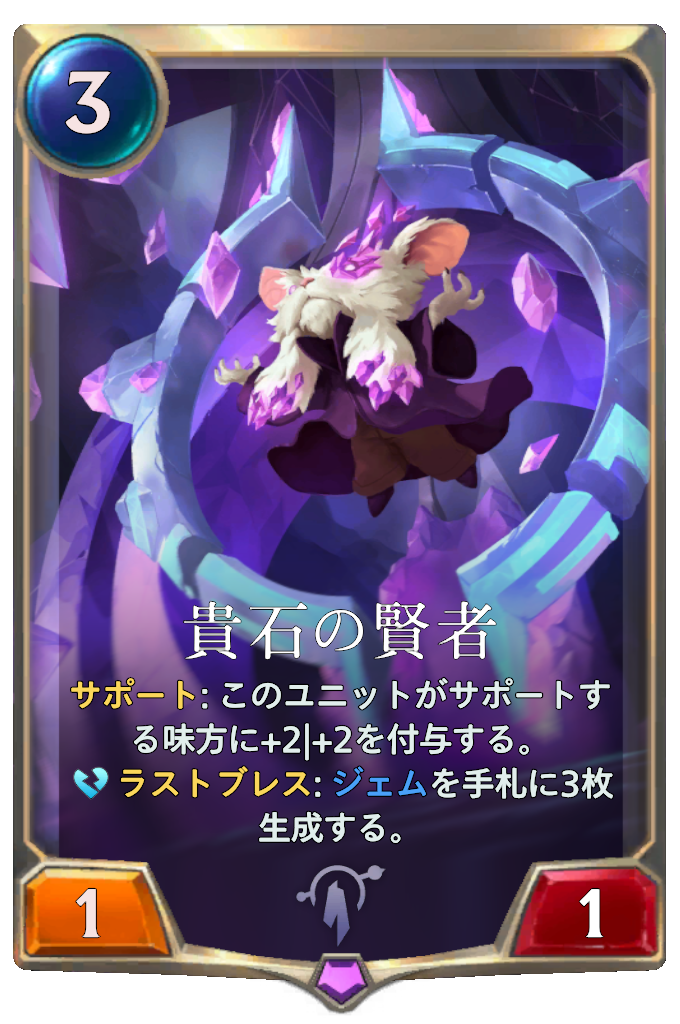 3
貴石の賢者
サポート: このユニットがサポートす
る味方に+2|+2を付与する。
ラストブレス: ジェムを手札に3枚
生成する。
1
1